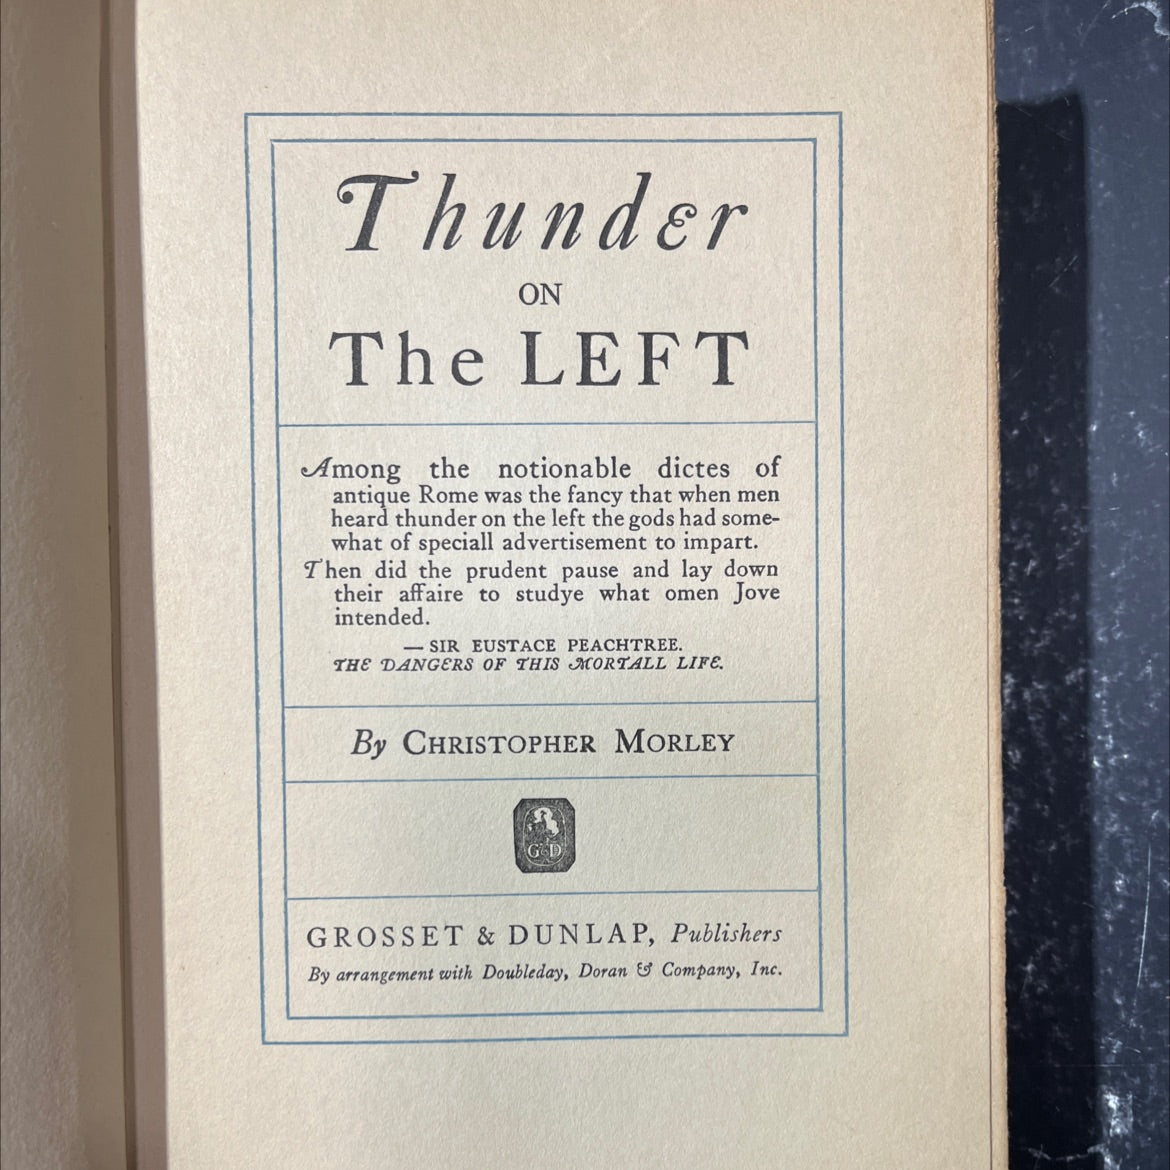 Thunder
ON
The LEFT
Among the notionable dictes of
antique Rome was the fancy that when men
heard thunder on the left the gods had some-
what of speciall advertisement to impart.
Then did the prudent pause and lay down
their affaire to studye what omen Jove
intended.
— SIR EUSTACE PEACHTREE.
THE DANGERS OF THIS MORTALL LIFE.
By CHRISTOPHER MORLEY
G&D
GROSSET & DUNLAP, Publishers
By arrangement with Doubleday, Doran & Company, Inc.